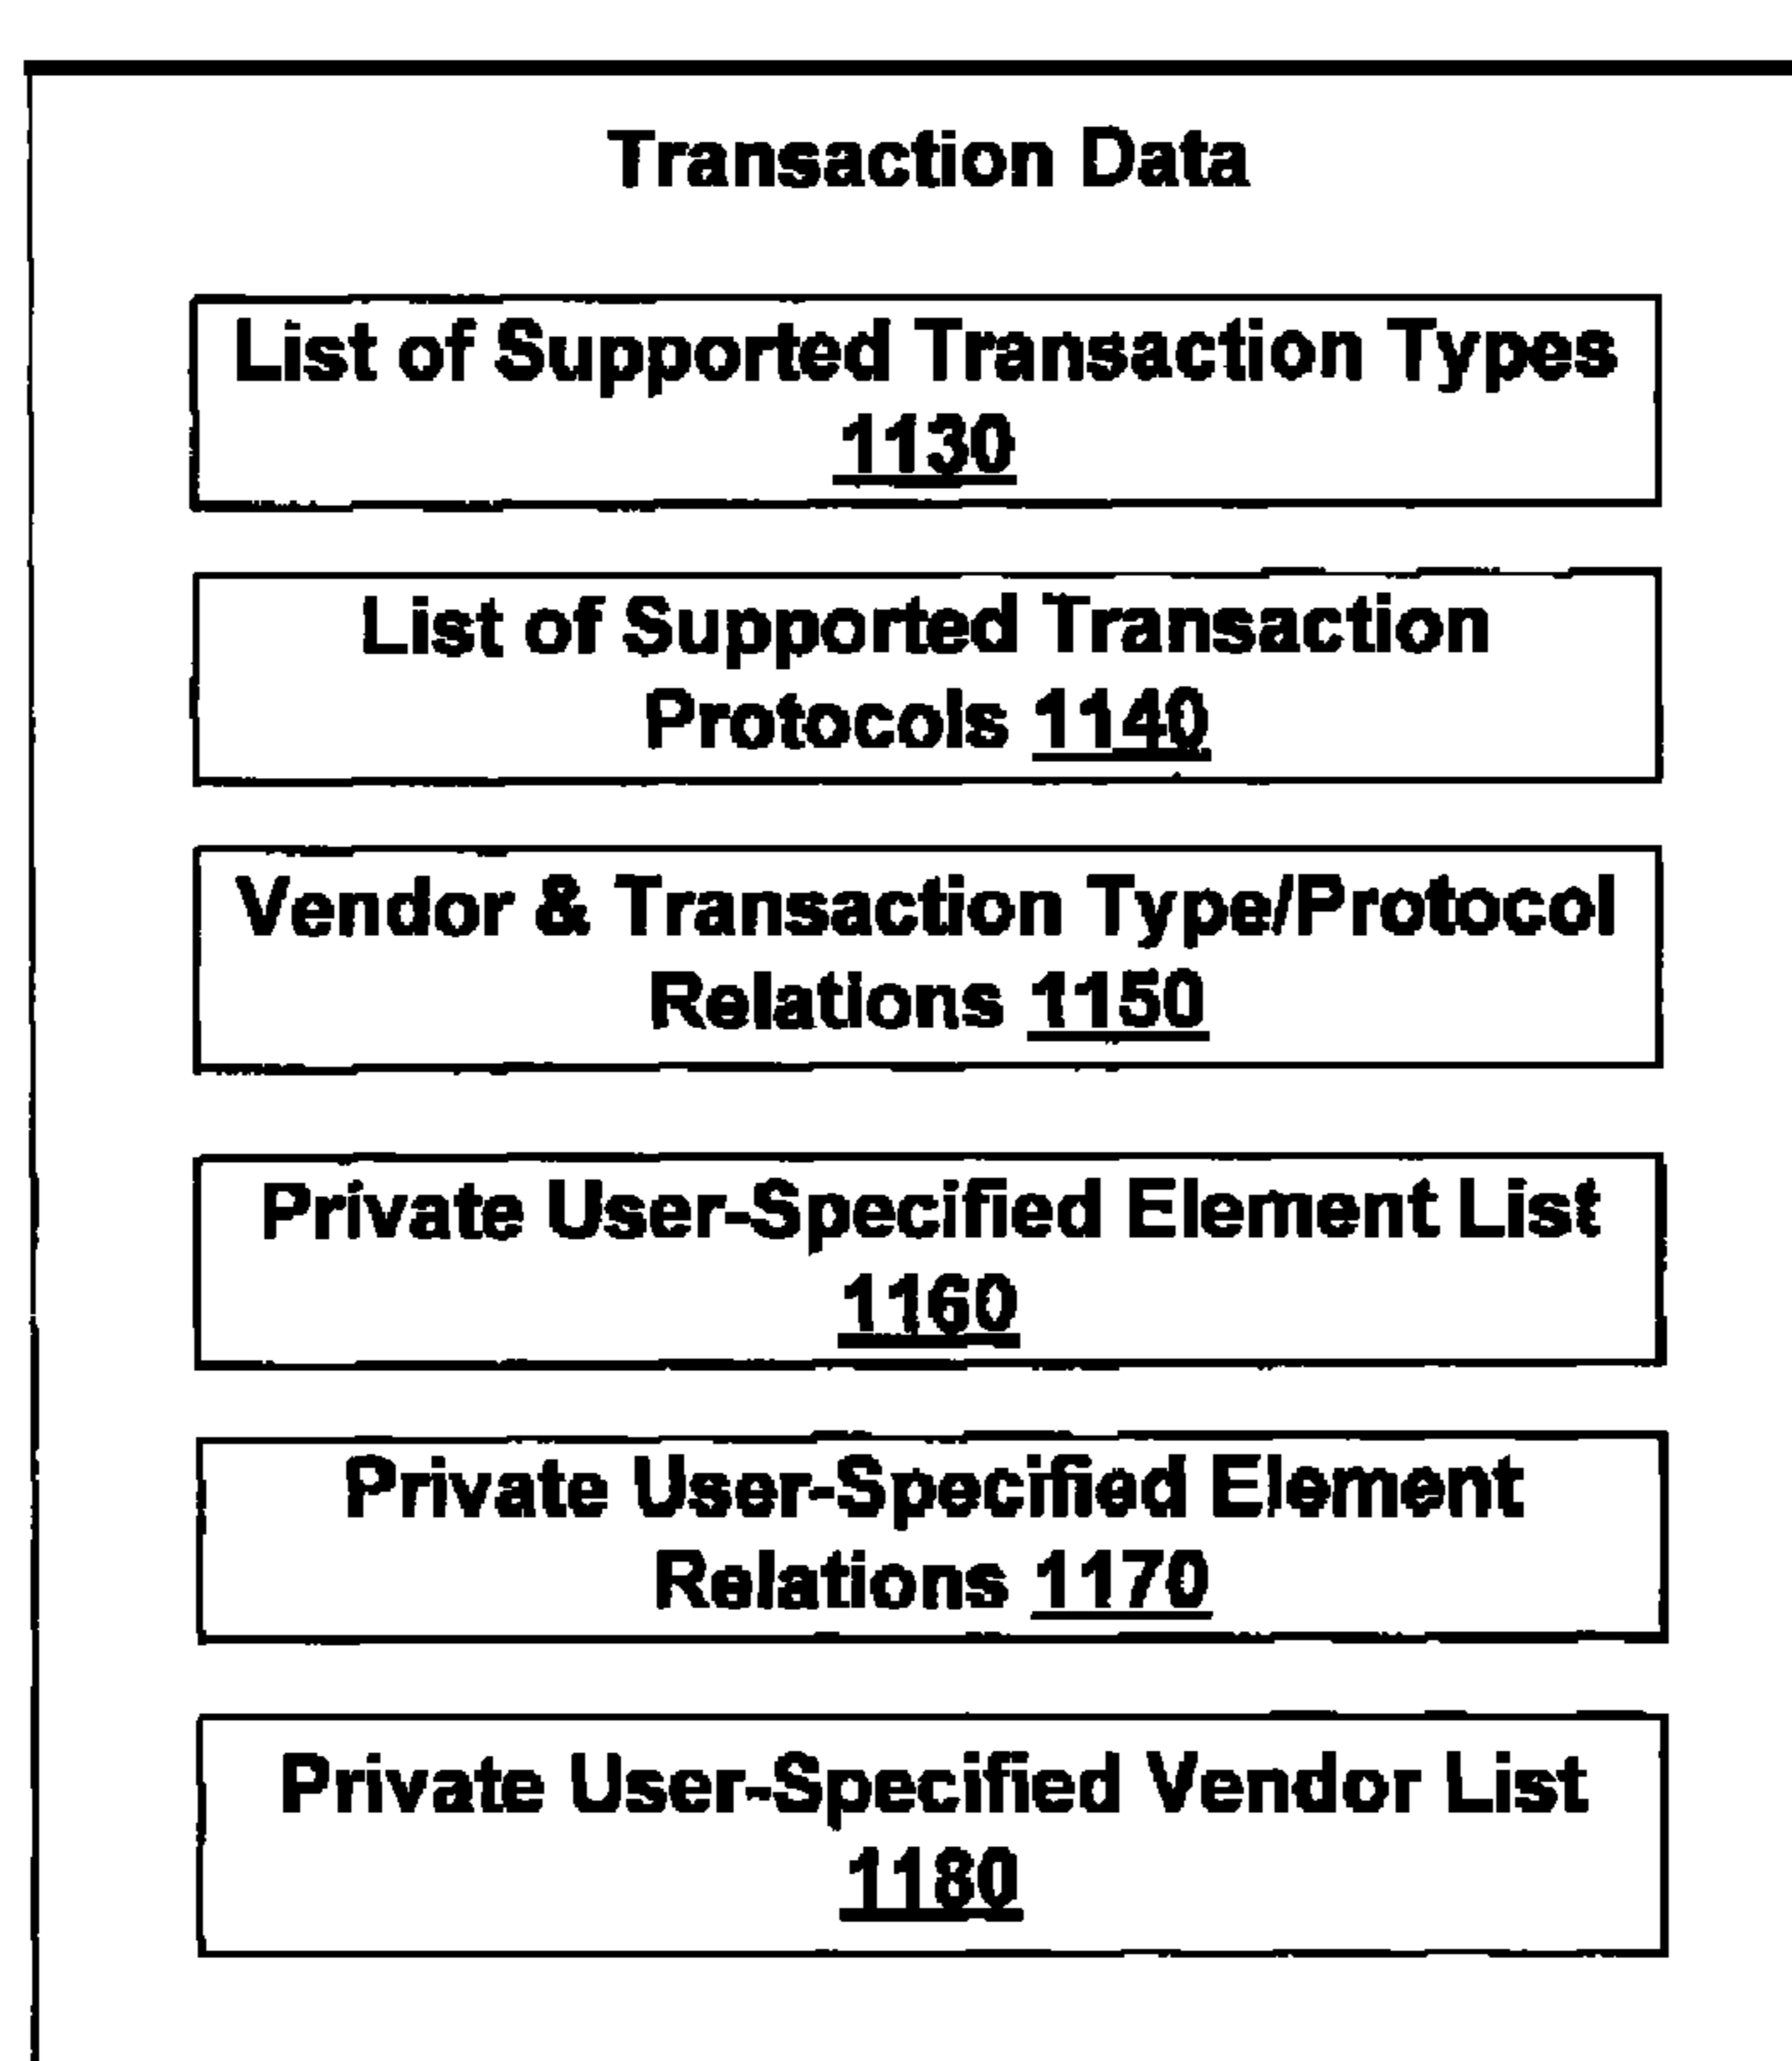 Transaction Data
List of Supported Transaction Types
1130
List of Supported Transaction
Protocols 1140
Vendor & Transaction Type/Protocol
Relations 1150
Private User-Specified Element List
1160
Private User-Specified Element
Relations 1170
Private User-Specified Vendor List
1180